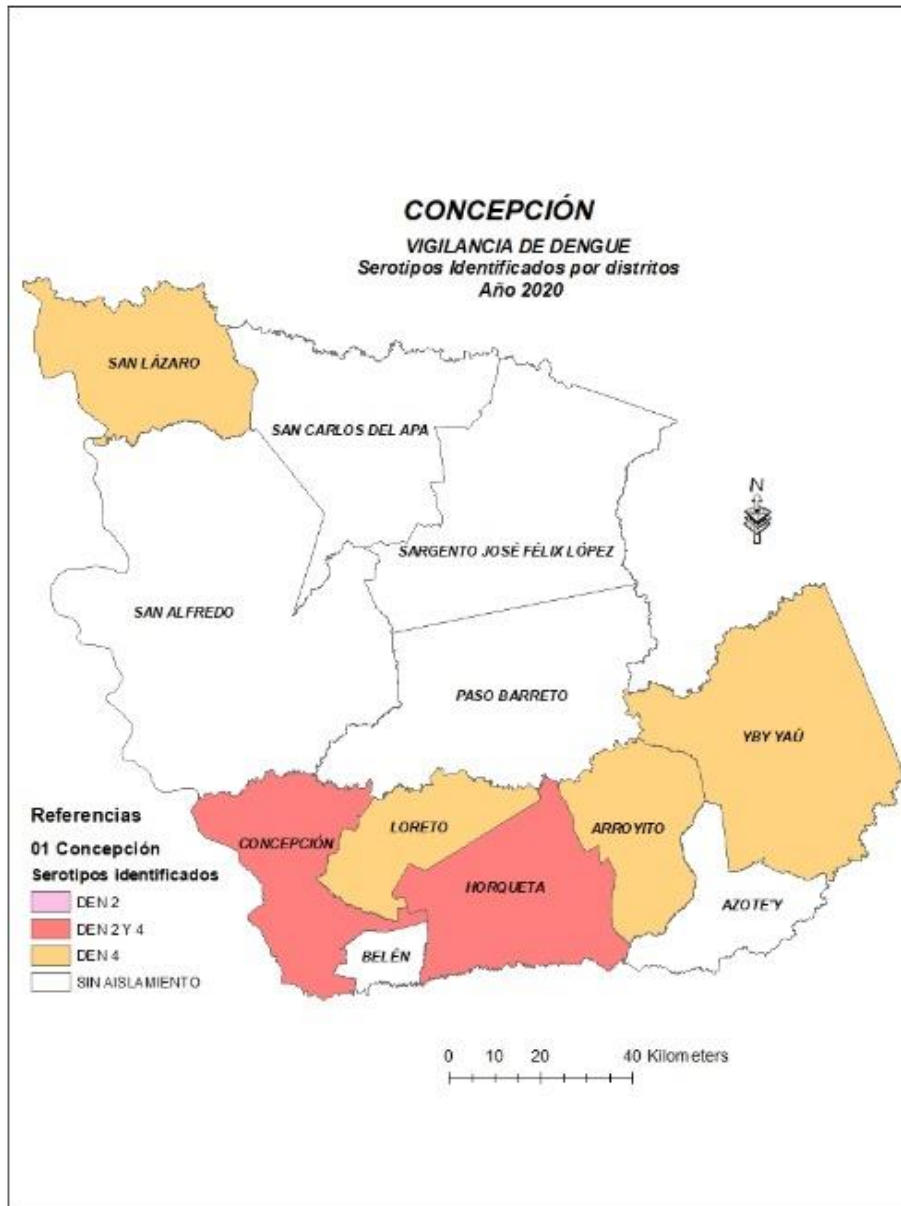 CONCEPCIÓN
VIGILANCIA DE DENGUE
Serotipos Identificados por distritos
Año 2020
SAN LÁZARO
SAN CARLOS DEL APA
N
SARGENTO JOSÉ FÉLIX LÓPEZ
SAN ALFREDO
PASO BARRETO
YBY YAÚ
LORETO
ARROYITO
CONCEPCIÓN
HORQUETA
AZOTE'Y
BELÉN
Referencias
01 Concepción
Serotipos identificados
DEN 2
DEN 2 Y 4
DEN 4
SIN AISLAMIENTO
0 10 20 40 Kilometers